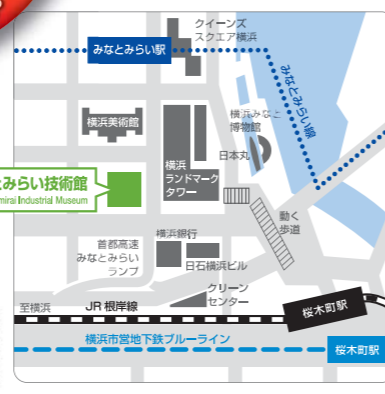 クイーンズ
スクエア横浜
みなとみらい駅
みなとみらい線
横浜美術館
横浜みなと
博物館
日本丸
横浜
ランドマーク
タワー
みらい技術館
mirai Industrial Museum
動く
歩道
横浜銀行
首都高速
みなとみらい
ランプ
日石横浜ビル
クリーン
センター
至横浜
JR 根岸線
桜木町駅
横浜市営地下鉄ブルーライン
桜木町駅